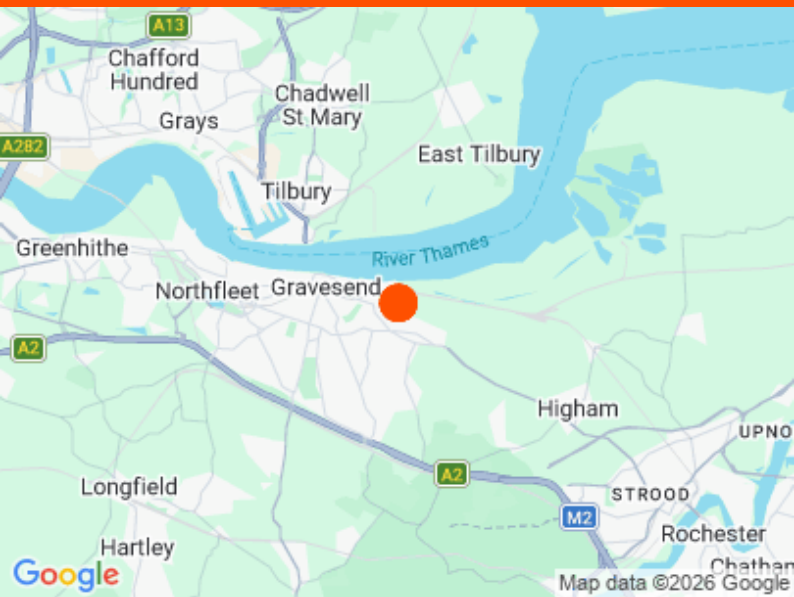 A13
Chafford
Hundred
Chadwell
St Mary
Grays
A282
East Tilbury
Tilbury
River Thames
Greenhithe
Northfleet
Gravesend
A2
Higham
UPNO
A2
Longfield
STROOD
M2
Rochester
Hartley
Chathan
Google
Map data ©2026 Google